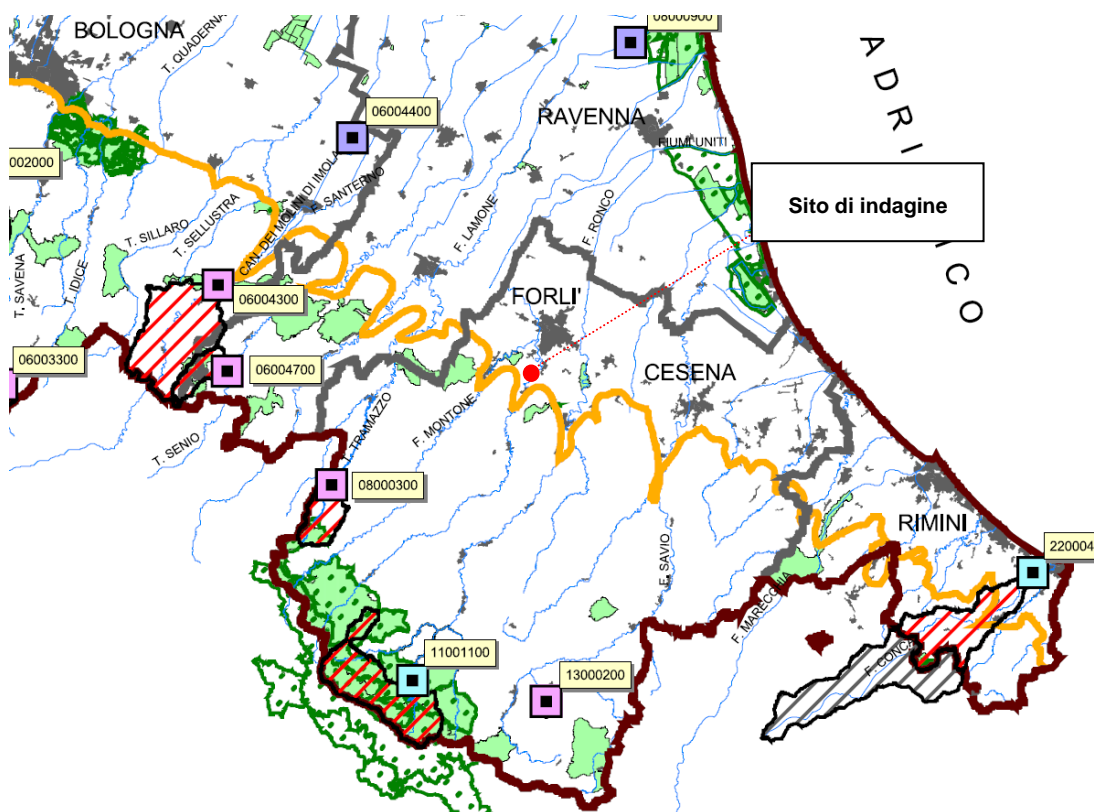 BOLOGNA
T. QUADERNA
08000900
ADRI
CO
06004400
RAVENNA
FIUMI UNITI
002000
Sito di indagine
CAN. DEI MOLINI DI IMOLA
F. SANTERNO
F. LAMONE
F. RONCO
T. SILLARO
T. SELLUSTRA
T. IDICE
T. SAVENA
06004300
FORLI'
06003300
06004700
CESENA
T. SENIO
T. TRAMAZZO
F. MONTONE
08000300
F. SAVIO
RIMINI
220004
F. MARECCHIA
F. CONCA
11001100
13000200